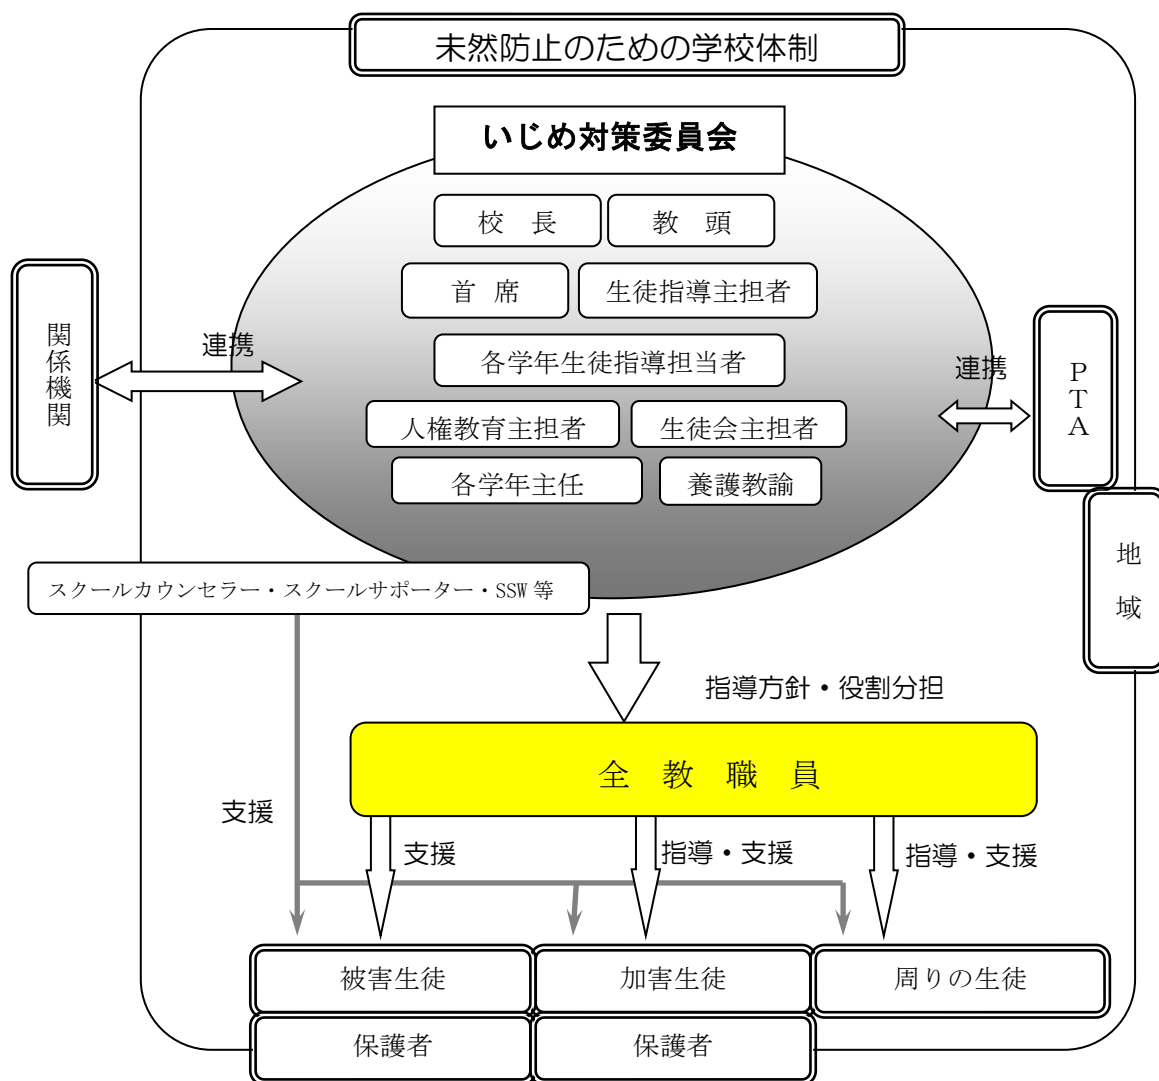 未然防止のための学校体制
いじめ対策委員会
校 長
教 頭
首 席
生徒指導主担者
関係機関
連携
各学年生徒指導担当者
連携
PTA
人権教育主担者
生徒会主担者
各学年主任
養護教諭
地域
スクールカウンセラー・スクールサポーター・SSW 等
指導方針・役割分担
全 教 職 員
支援
支援
指導・支援
指導・支援
被害生徒
加害生徒
周りの生徒
保護者
保護者